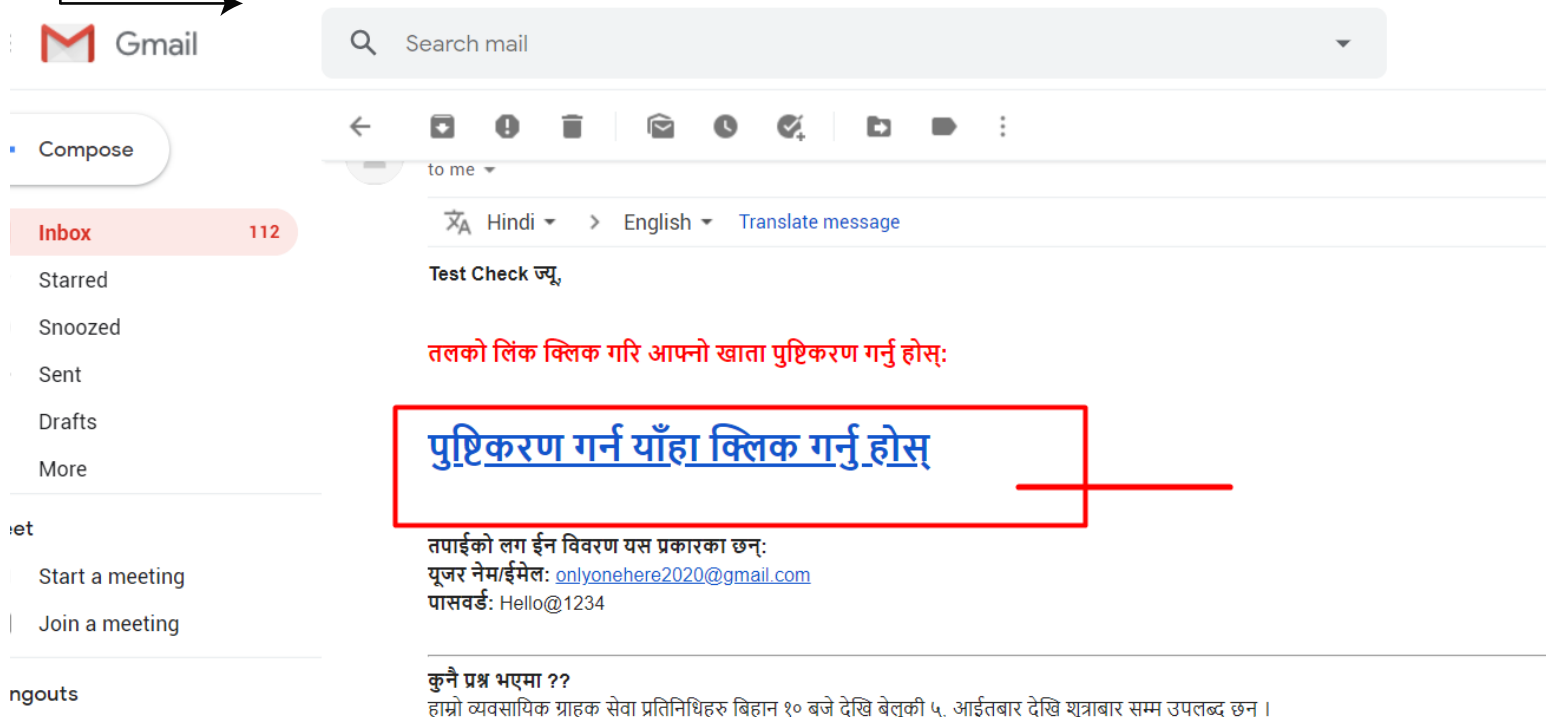 Gmail
Search mail
Compose
to me
Hindi > English Translate message
Inbox 112
Test Check ज्यू,
Starred
Snoozed
तलको लिंक क्लिक गरि आफ्नो खाता पुष्टिकरण गर्नु होस्:
Sent
Drafts
पुष्टिकरण गर्न याँहा क्लिक गर्नु होस्
More
eet
तपाईको लग ईन विवरण यस प्रकारका छन्:
Start a meeting
यूजर नेम/ईमेल: onlyonehere2020@gmail.com
पासवर्ड: Hello@1234
Join a meeting
कुनै प्रश्न भएमा ??
ngouts
हाम्रो व्यवसायिक ग्राहक सेवा प्रतिनिधिहरु बिहान १० बजे देखि बेलुकी ५, आईतबार देखि शुक्राबार सम्म उपलब्द छन ।